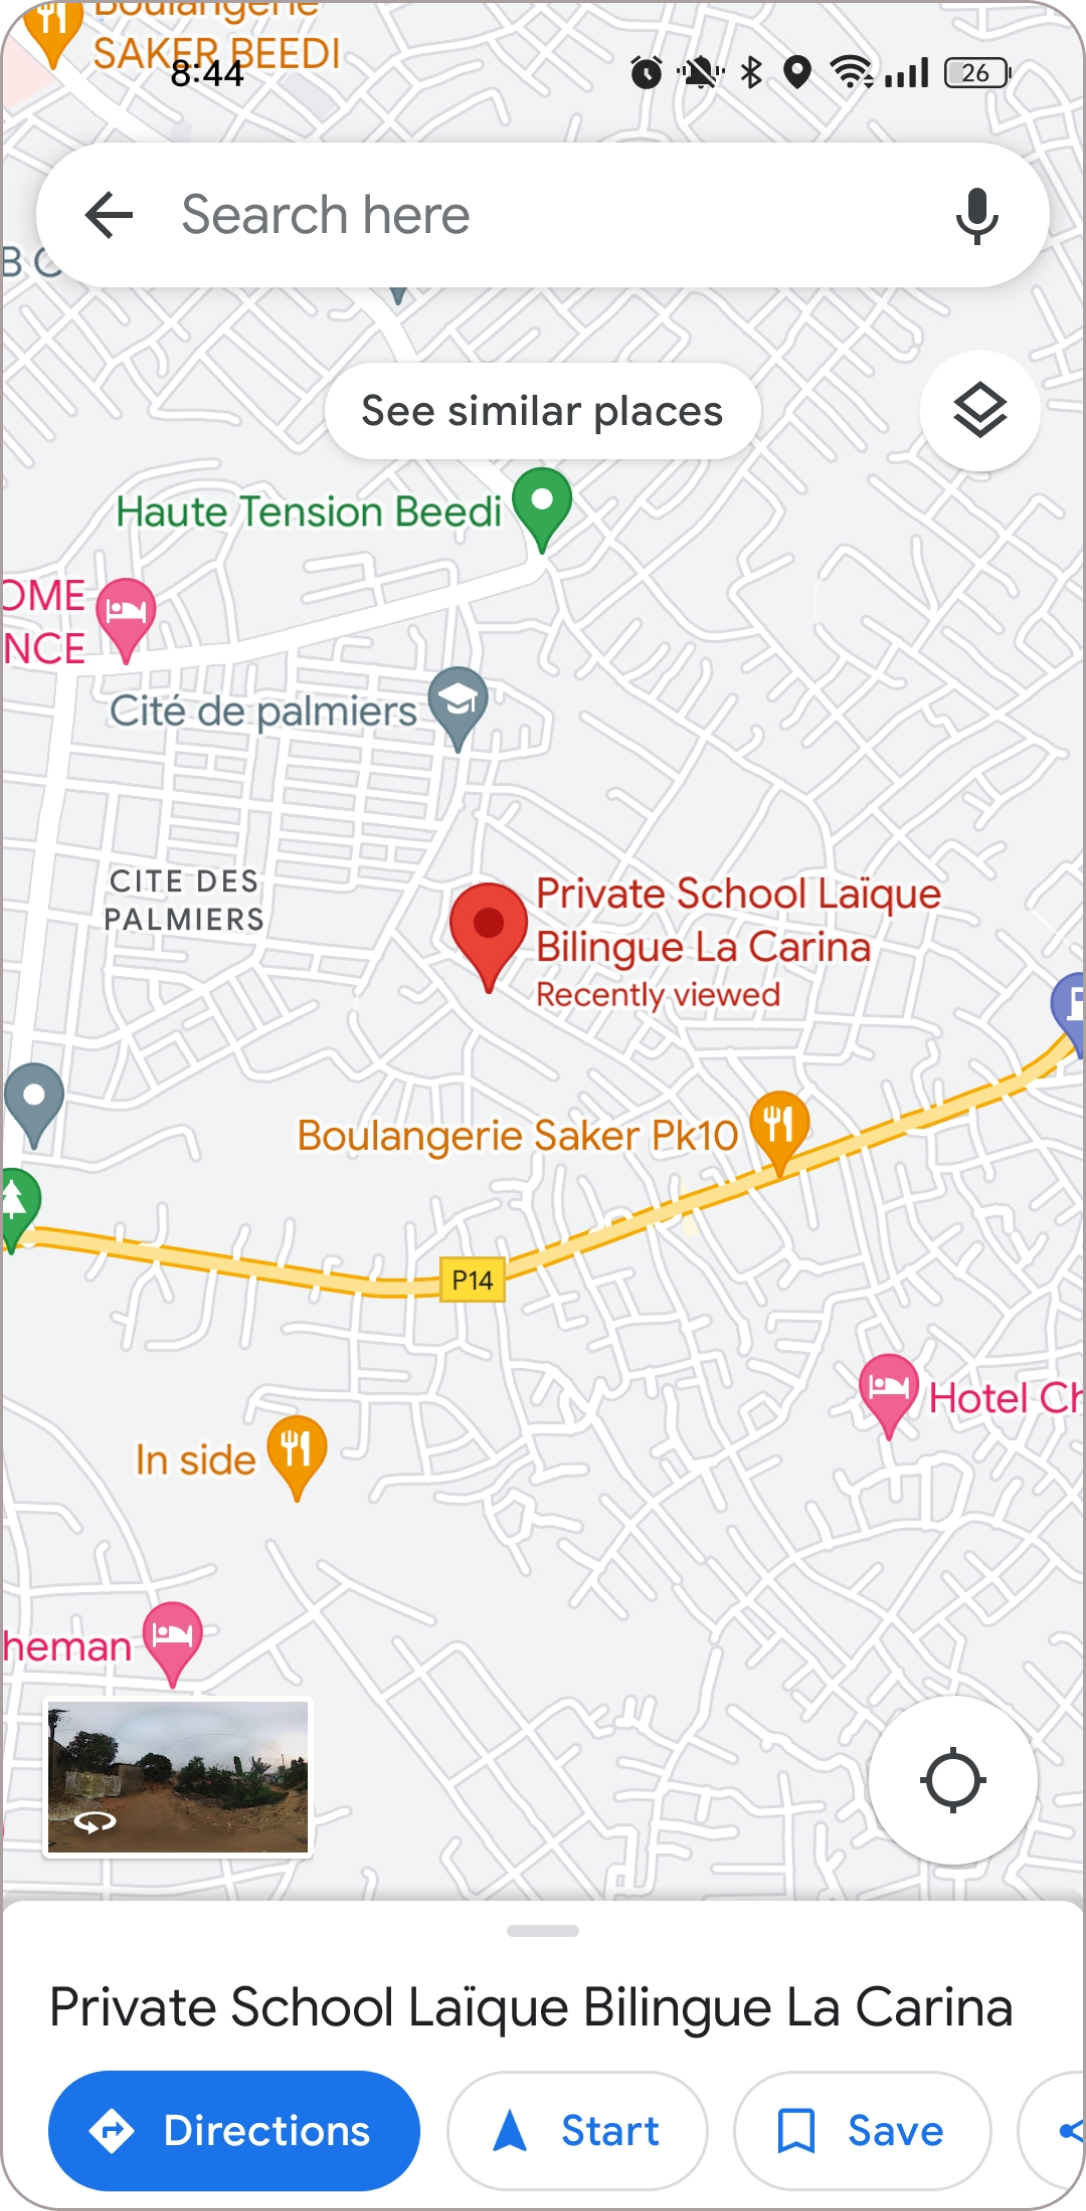 Boulangerie
SAKER BEEDI
8:44
26
Search here
B C
See similar places
Haute Tension Beedi
OME
NCE
Cité de palmiers
CITE DES
PALMIERS
Private School Laïque
Bilingue La Carina
Recently viewed
Boulangerie Saker Pk10
P14
Hotel Ch
In side
heman
Private School Laïque Bilingue La Carina
Directions
Start
Save